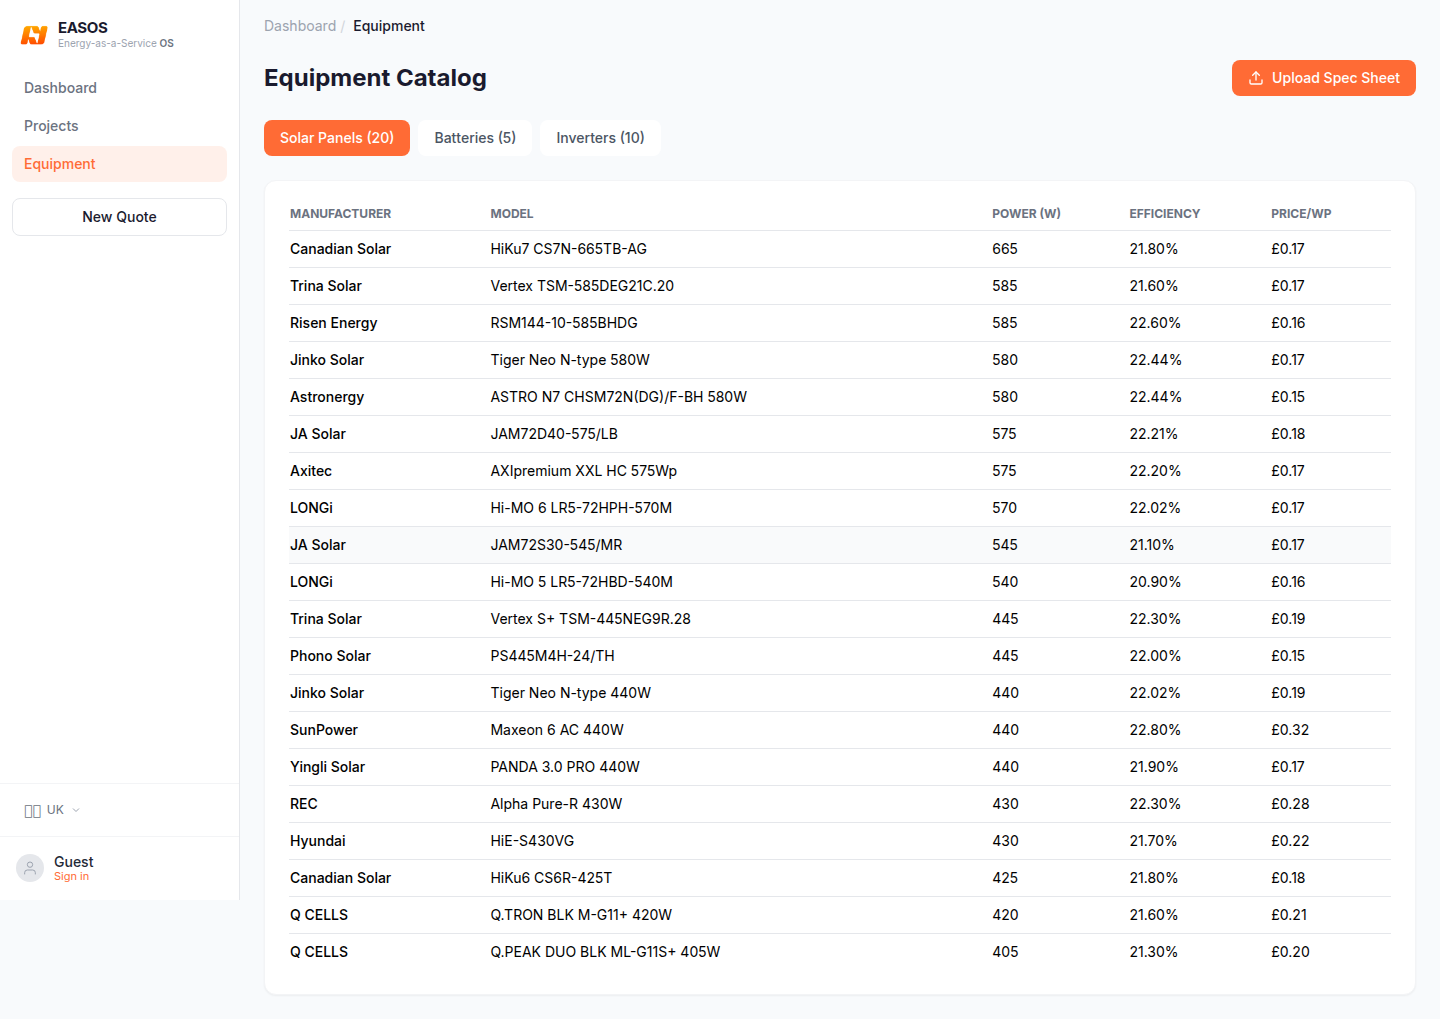 EASOS
Energy-as-a-Service OS
Dashboard
Projects
Equipment
New Quote
UK
Guest
Sign in
Dashboard / Equipment
Equipment Catalog
Upload Spec Sheet
Solar Panels (20) Batteries (5) Inverters (10)
MANUFACTURER MODEL POWER (W) EFFICIENCY PRICE/WP
Canadian Solar HiKu7 CS7N-665TB-AG 665 21.80% £0.17
Trina Solar Vertex TSM-585DEG21C.20 585 21.60% £0.17
Risen Energy RSM144-10-585BHDG 585 22.60% £0.16
Jinko Solar Tiger Neo N-type 580W 580 22.44% £0.17
Astronergy ASTRO N7 CHSM72N(DG)/F-BH 580W 580 22.44% £0.15
JA Solar JAM72D40-575/LB 575 22.21% £0.18
Axitec AXIpremium XXL HC 575Wp 575 22.20% £0.17
LONGi Hi-MO 6 LR5-72HPH-570M 570 22.02% £0.17
JA Solar JAM72S30-545/MR 545 21.10% £0.17
LONGi Hi-MO 5 LR5-72HBD-540M 540 20.90% £0.16
Trina Solar Vertex S+ TSM-445NEG9R.28 445 22.30% £0.19
Phono Solar PS445M4H-24/TH 445 22.00% £0.15
Jinko Solar Tiger Neo N-type 440W 440 22.02% £0.19
SunPower Maxeon 6 AC 440W 440 22.80% £0.32
Yingli Solar PANDA 3.0 PRO 440W 440 21.90% £0.17
REC Alpha Pure-R 430W 430 22.30% £0.28
Hyundai HiE-S430VG 430 21.70% £0.22
Canadian Solar HiKu6 CS6R-425T 425 21.80% £0.18
Q CELLS Q.TRON BLK M-G11+ 420W 420 21.60% £0.21
Q CELLS Q.PEAK DUO BLK ML-G11S+ 405W 405 21.30% £0.20